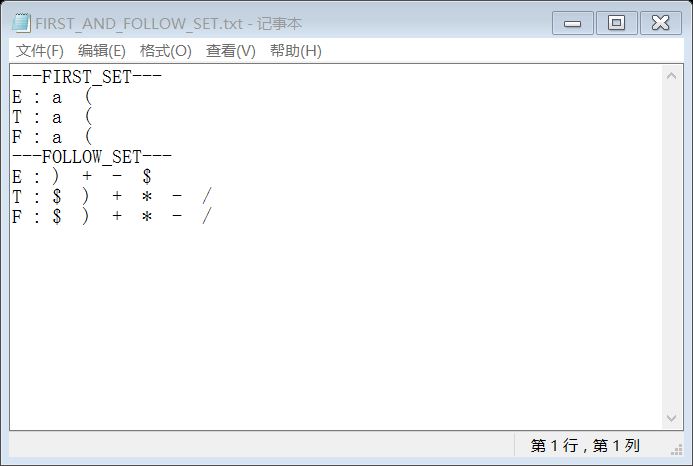 FIRST_AND_FOLLOW_SET.txt - 记事本
文件(F) 编辑(E) 格式(O) 查看(V) 帮助(H)
---FIRST_SET---
E : a (
T : a (
F : a (
---FOLLOW_SET---
E : ) + - $
T : $ ) + * - /
F : $ ) + * - /
第 1 行，第 1 列